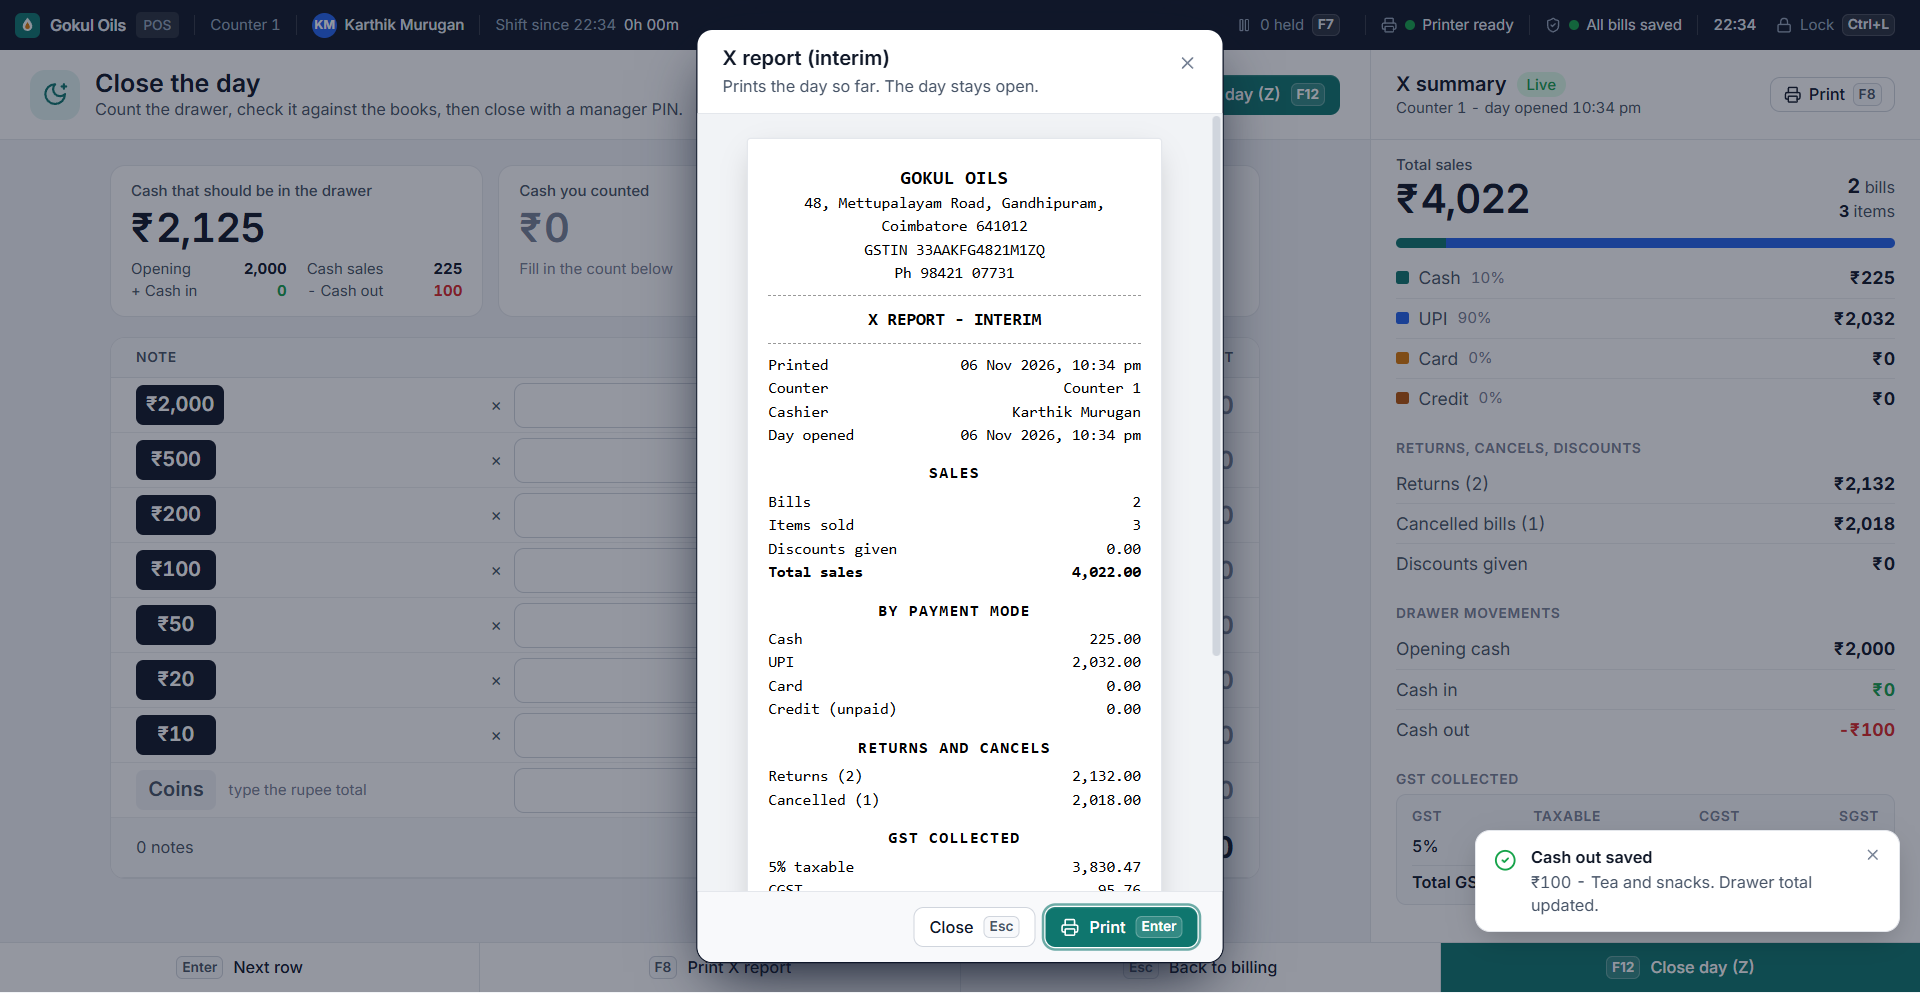 Gokul Oils POS Counter 1 KM Karthik Murugan Shift since 22:34 0h 00m 0 held F7 Printer ready All bills saved 22:34 Lock Ctrl+L
Close the day
Count the drawer, check it against the books, then close with a manager PIN.
day (Z) F12
Cash that should be in the drawer
₹2,125
Opening 2,000 Cash sales 225
+ Cash in 0 - Cash out 100
Cash you counted
₹0
Fill in the count below
NOTE
₹2,000 ×
₹500 ×
₹200 ×
₹100 ×
₹50 ×
₹20 ×
₹10 ×
Coins type the rupee total
0 notes
X report (interim)
Prints the day so far. The day stays open.
GOKUL OILS
48, Mettupalayam Road, Gandhipuram,
Coimbatore 641012
GSTIN 33AAKFG4821M1ZQ
Ph 98421 07731
X REPORT - INTERIM
Printed 06 Nov 2026, 10:34 pm
Counter Counter 1
Cashier Karthik Murugan
Day opened 06 Nov 2026, 10:34 pm
SALES
Bills 2
Items sold 3
Discounts given 0.00
Total sales 4,022.00
BY PAYMENT MODE
Cash 225.00
UPI 2,032.00
Card 0.00
Credit (unpaid) 0.00
RETURNS AND CANCELS
Returns (2) 2,132.00
Cancelled (1) 2,018.00
GST COLLECTED
5% taxable 3,830.47
CGST 95.76
Close Esc Print Enter
X summary Live
Counter 1 - day opened 10:34 pm
Print F8
Total sales
₹4,022
2 bills
3 items
Cash 10% ₹225
UPI 90% ₹2,032
Card 0% ₹0
Credit 0% ₹0
RETURNS, CANCELS, DISCOUNTS
Returns (2) ₹2,132
Cancelled bills (1) ₹2,018
Discounts given ₹0
DRAWER MOVEMENTS
Opening cash ₹2,000
Cash in ₹0
Cash out -₹100
GST COLLECTED
GST TAXABLE CGST SGST
5%
Total GS
Cash out saved
₹100 - Tea and snacks. Drawer total
updated.
Enter Next row F8 Print X report Esc Back to billing F12 Close day (Z)